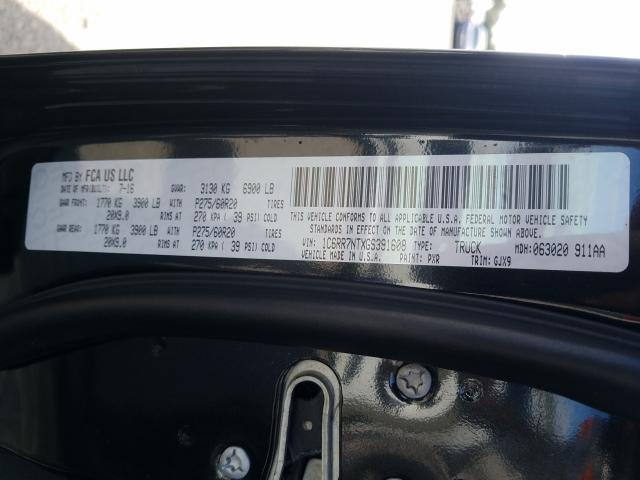 MFD BY FCA US LLC
DATE OF MFR(BUILT): 7-16 GVWR: 3130 KG 6900 LB
GAWR FRONT: 1770 KG 3900 LB WITH P275/60R20 TIRES
20X9.0 RIMS AT 270 KPA ( 39 PSI) COLD
GAWR REAR: 1770 KG 3900 LB WITH P275/60R20 TIRES
20X9.0 RIMS AT 270 KPA ( 39 PSI) COLD
THIS VEHICLE CONFORMS TO ALL APPLICABLE U.S.A. FEDERAL MOTOR VEHICLE SAFETY
STANDARDS IN EFFECT ON THE DATE OF MANUFACTURE SHOWN ABOVE.
VIN: 1C6RR7NTXGS391608 TYPE: TRUCK MDH: 063020 911AA
VEHICLE MADE IN U.S.A. PAINT: PXR TRIM: GJX9